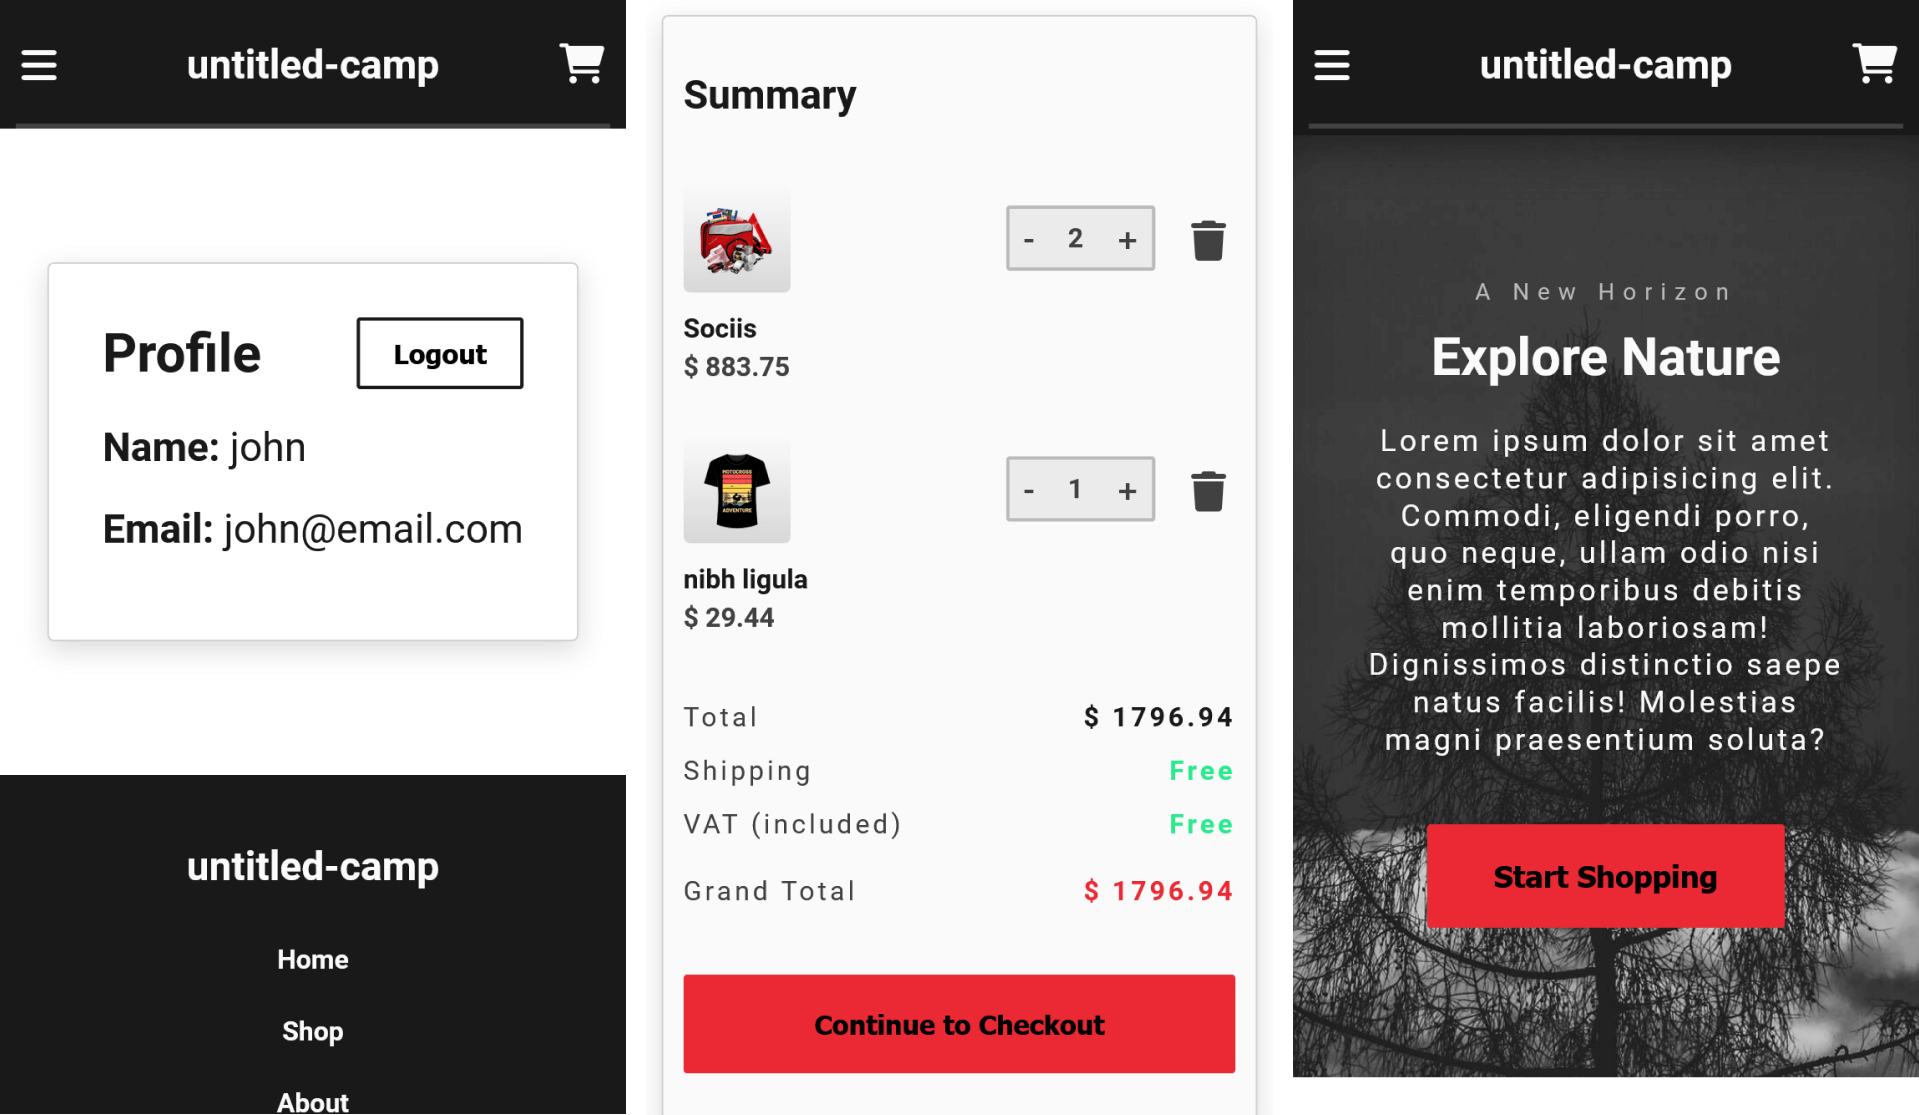 untitled-camp
Profile
Logout
Name: john
Email: john@email.com
untitled-camp
Home
Shop
About
Summary
- 2 +
Sociis
$ 883.75
MOTOCROSS
ADVENTURE
- 1 +
nibh ligula
$ 29.44
Total $ 1796.94
Shipping Free
VAT (included) Free
Grand Total $ 1796.94
Continue to Checkout
untitled-camp
A New Horizon
Explore Nature
Lorem ipsum dolor sit amet
consectetur adipisicing elit.
Commodi, eligendi porro,
quo neque, ullam odio nisi
enim temporibus debitis
mollitia laboriosam!
Dignissimos distinctio saepe
natus facilis! Molestias
magni praesentium soluta?
Start Shopping